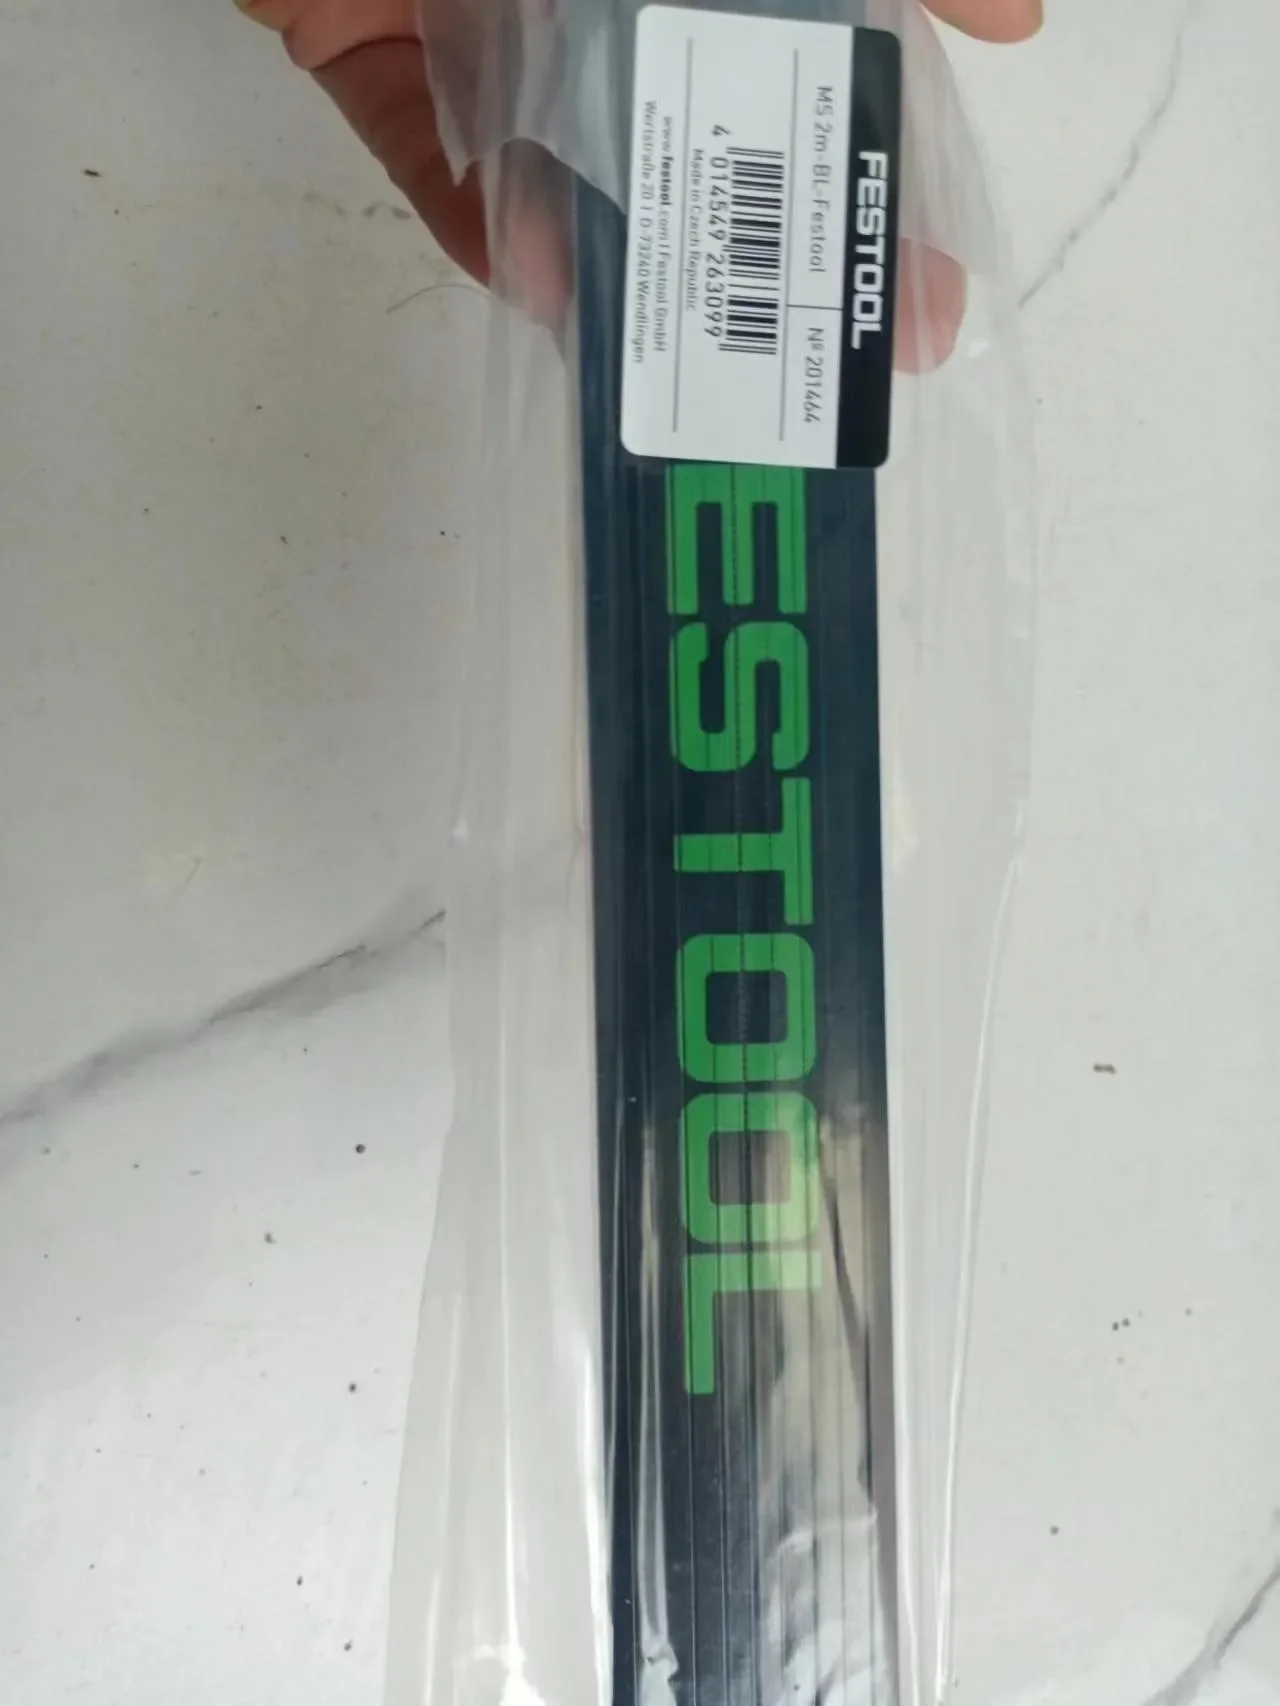 FESTOOL
MS 2m-BL-Festool
Nº 201464
4 014549 263099
Made in Czech Republic
www.festool.com | Festool GmbH
Wertstraße 20 | D-73240 Wendlingen
ESTOOL